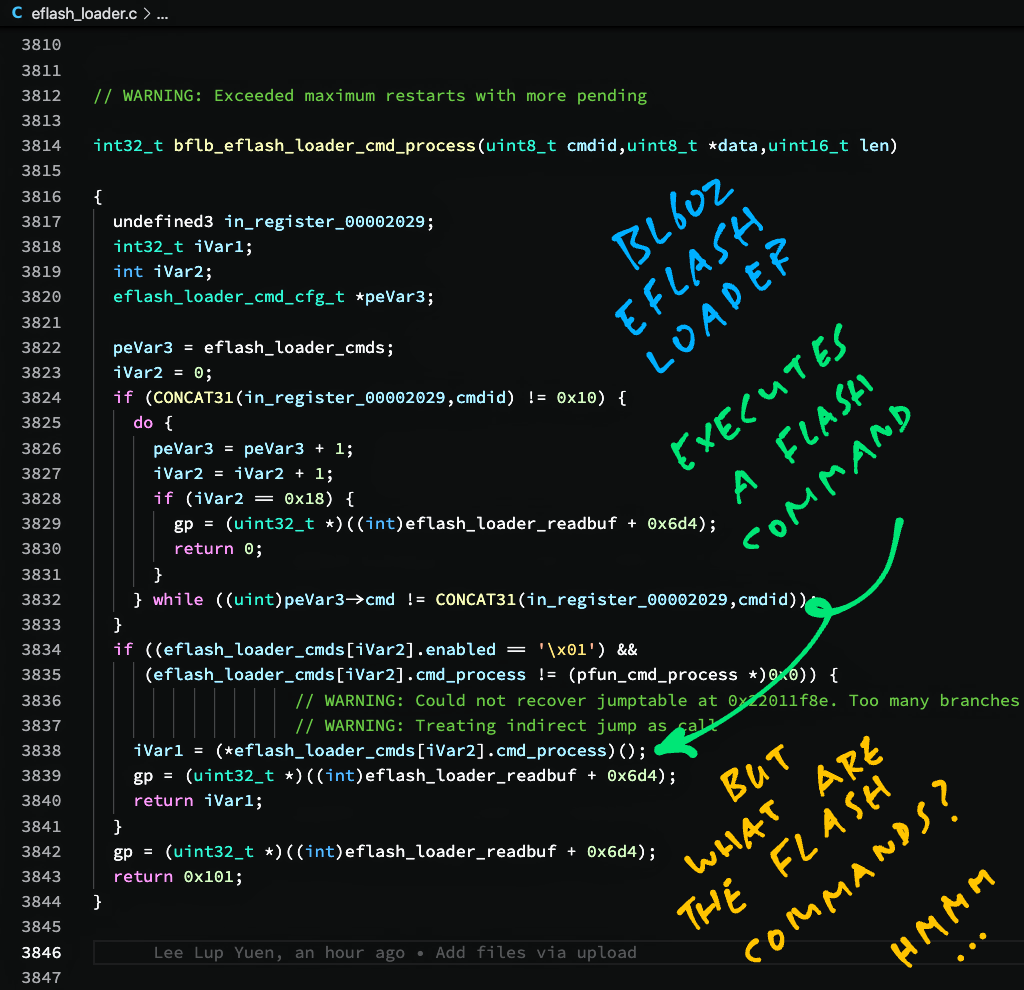 C eflash_loader.c > ...
3810
3811
3812 // WARNING: Exceeded maximum restarts with more pending
3813
3814 int32_t bflb_eflash_loader_cmd_process(uint8_t cmdid,uint8_t *data,uint16_t len)
3815
3816 {
3817 undefined3 in_register_00002029;
3818 int32_t iVar1;
3819 int iVar2;
3820 eflash_loader_cmd_cfg_t *peVar3;
3821
3822 peVar3 = eflash_loader_cmds;
3823 iVar2 = 0;
3824 if (CONCAT31(in_register_00002029,cmdid) != 0x10) {
3825 do {
3826 peVar3 = peVar3 + 1;
3827 iVar2 = iVar2 + 1;
3828 if (iVar2 == 0x18) {
3829 gp = (uint32_t *)((int)eflash_loader_readbuf + 0x6d4);
3830 return 0;
3831 }
3832 } while ((uint)peVar3->cmd != CONCAT31(in_register_00002029,cmdid));
3833 }
3834 if ((eflash_loader_cmds[iVar2].enabled == '\x01') &&
3835 (eflash_loader_cmds[iVar2].cmd_process != (pfun_cmd_process *)0x0)) {
3836 // WARNING: Could not recover jumptable at 0x22011f8e. Too many branches
3837 // WARNING: Treating indirect jump as call
3838 iVar1 = (*eflash_loader_cmds[iVar2].cmd_process)();
3839 gp = (uint32_t *)((int)eflash_loader_readbuf + 0x6d4);
3840 return iVar1;
3841 }
3842 gp = (uint32_t *)((int)eflash_loader_readbuf + 0x6d4);
3843 return 0x101;
3844 }
3845
3846 Lee Lup Yuen, an hour ago • Add files via upload
3847
BL602
EFLASH
LOADER
EXECUTES
A FLASH
COMMAND
BUT
WHAT ARE
THE FLASH
COMMANDS?
HMMM
...